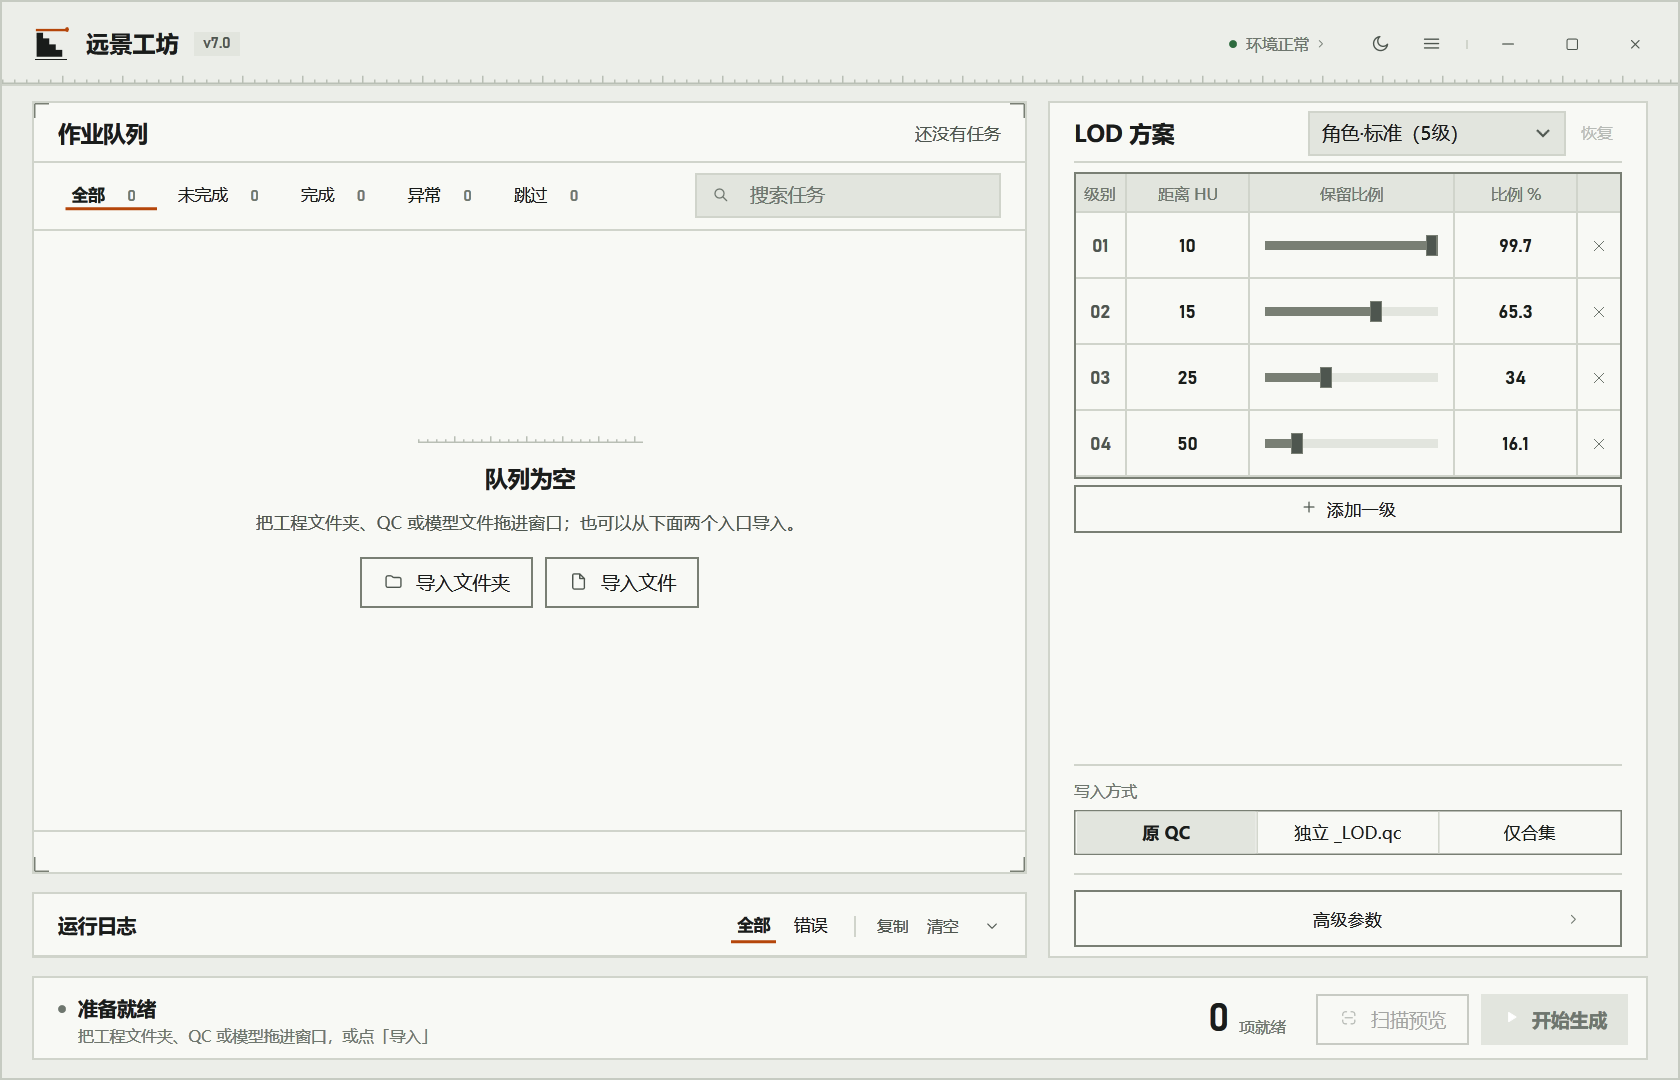 远景工坊 v7.0
环境正常
作业队列
还没有任务
全部 0 未完成 0 完成 0 异常 0 跳过 0
搜索任务
队列为空
把工程文件夹、QC 或模型文件拖进窗口；也可以从下面两个入口导入。
导入文件夹 导入文件
运行日志
全部 错误 复制 清空
LOD 方案
角色·标准（5级）
恢复
级别 距离 HU 保留比例 比例 %
01 10 99.7
02 15 65.3
03 25 34
04 50 16.1
添加一级
写入方式
原 QC 独立 _LOD.qc 仅合集
高级参数
准备就绪
把工程文件夹、QC 或模型拖进窗口，或点「导入」
0 项就绪
扫描预览
开始生成